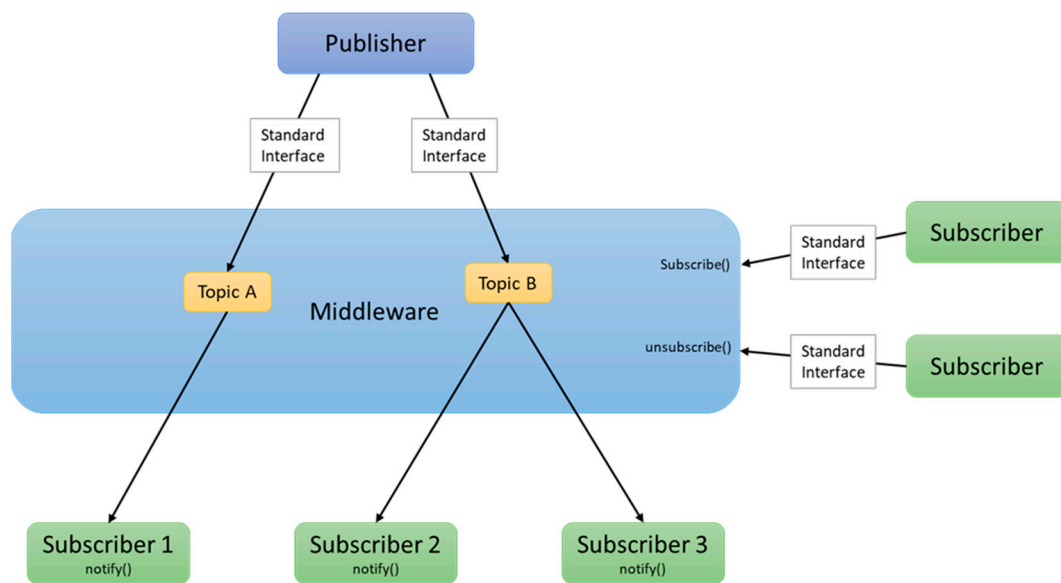 Publisher
Standard
Interface
Standard
Interface
Subscriber
Standard
Interface
Subscribe()
Topic A
Topic B
Middleware
unsubscribe()
Standard
Interface
Subscriber
Subscriber 1
notify()
Subscriber 2
notify()
Subscriber 3
notify()